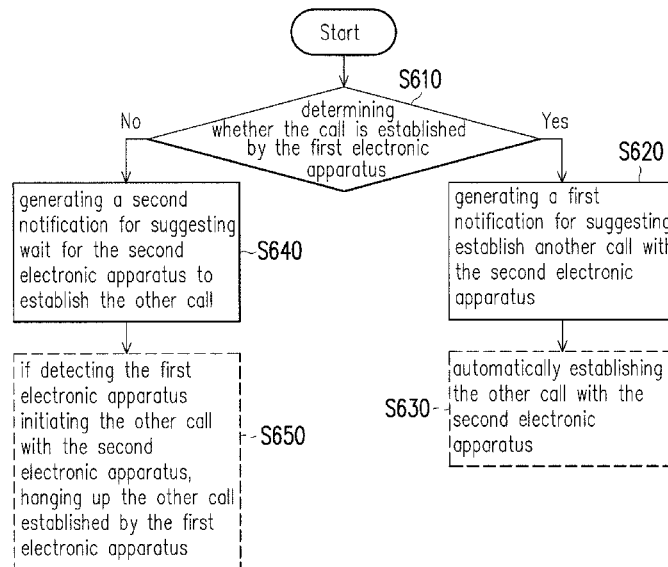 Start
S610
determining
whether the call is established
by the first electronic
apparatus
No
Yes
S620
generating a second
notification for suggesting
wait for the second
electronic apparatus to
establish the other call
S640
generating a first
notification for suggesting
establish another call with
the second electronic
apparatus
if detecting the first
electronic apparatus
initiating the other call
with the second
electronic apparatus,
hanging up the other call
established by the first
electronic apparatus
S650
automatically establishing
the other call with the
second electronic
apparatus
S630